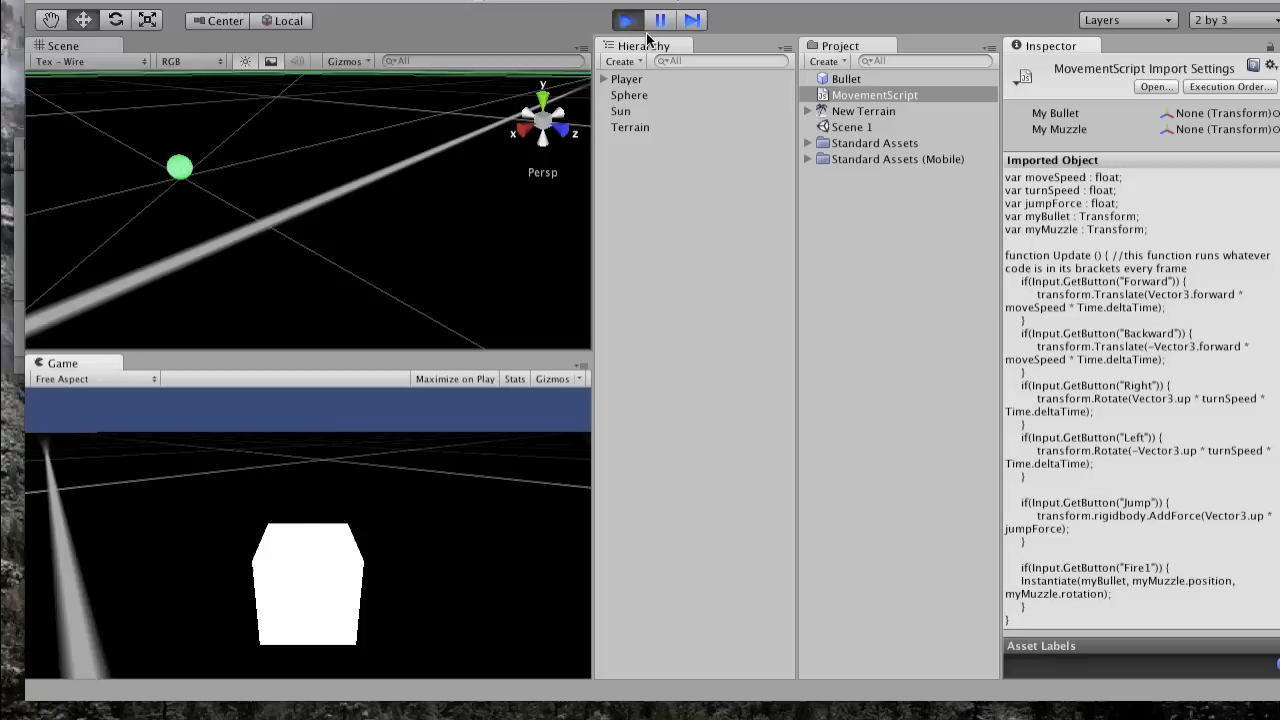 Center
Local
Layers
2 by 3
Scene
Tex - Wire
RGB
Gizmos
All
y
x
z
Persp
Game
Free Aspect
Maximize on Play
Stats
Gizmos
Hierarchy
Create
All
Player
Sphere
Sun
Terrain
Project
Create
All
Bullet
MovementScript
New Terrain
Scene 1
Standard Assets
Standard Assets (Mobile)
Inspector
MovementScript Import Settings
Open...
Execution Order...
My Bullet
None (Transform)
My Muzzle
None (Transform)
Imported Object
var moveSpeed : float;
var turnSpeed : float;
var jumpForce : float;
var myBullet : Transform;
var myMuzzle : Transform;
function Update () { //this function runs whatever
code is in its brackets every frame
if(Input.GetButton("Forward")) {
transform.Translate(Vector3.forward *
moveSpeed * Time.deltaTime);
}
if(Input.GetButton("Backward")) {
transform.Translate(-Vector3.forward *
moveSpeed * Time.deltaTime);
}
if(Input.GetButton("Right")) {
transform.Rotate(Vector3.up * turnSpeed *
Time.deltaTime);
}
if(Input.GetButton("Left")) {
transform.Rotate(-Vector3.up * turnSpeed *
Time.deltaTime);
}
if(Input.GetButton("Jump")) {
transform.rigidbody.AddForce(Vector3.up *
jumpForce);
}
if(Input.GetButton("Fire1")) {
Instantiate(myBullet, myMuzzle.position,
myMuzzle.rotation);
}
}
Asset Labels